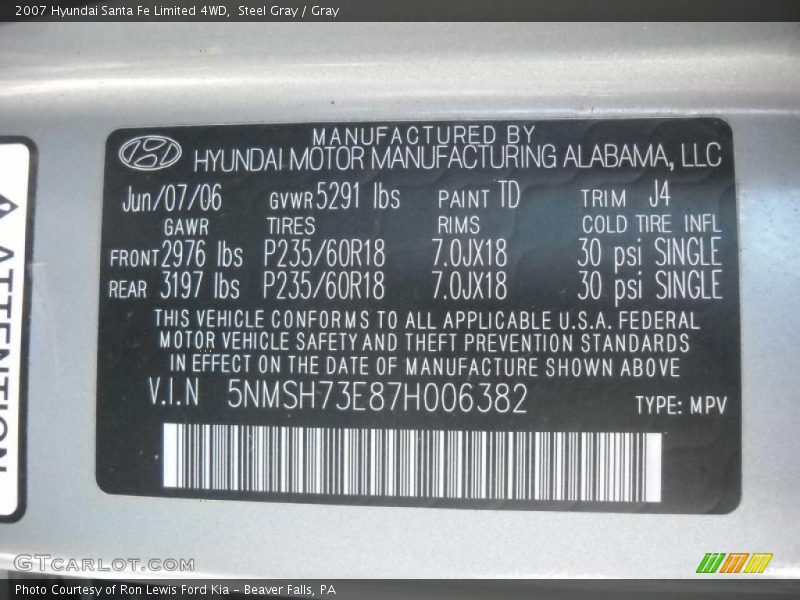 2007 Hyundai Santa Fe Limited 4WD,  Steel Gray / Gray
MANUFACTURED BY
HYUNDAI MOTOR MANUFACTURING ALABAMA, LLC
Jun/07/06 GVWR 5291 lbs PAINT TD TRIM J4
GAWR TIRES RIMS COLD TIRE INFL
FRONT 2976 lbs P235/60R18 7.0JX18 30 psi SINGLE
REAR 3197 lbs P235/60R18 7.0JX18 30 psi SINGLE
THIS VEHICLE CONFORMS TO ALL APPLICABLE U.S.A. FEDERAL
MOTOR VEHICLE SAFETY AND THEFT PREVENTION STANDARDS
IN EFFECT ON THE DATE OF MANUFACTURE SHOWN ABOVE
V.I.N 5NMSH73E87H006382 TYPE: MPV
ATTENTION
GTCARLOT.COM
Photo Courtesy of Ron Lewis Ford Kia - Beaver Falls, PA